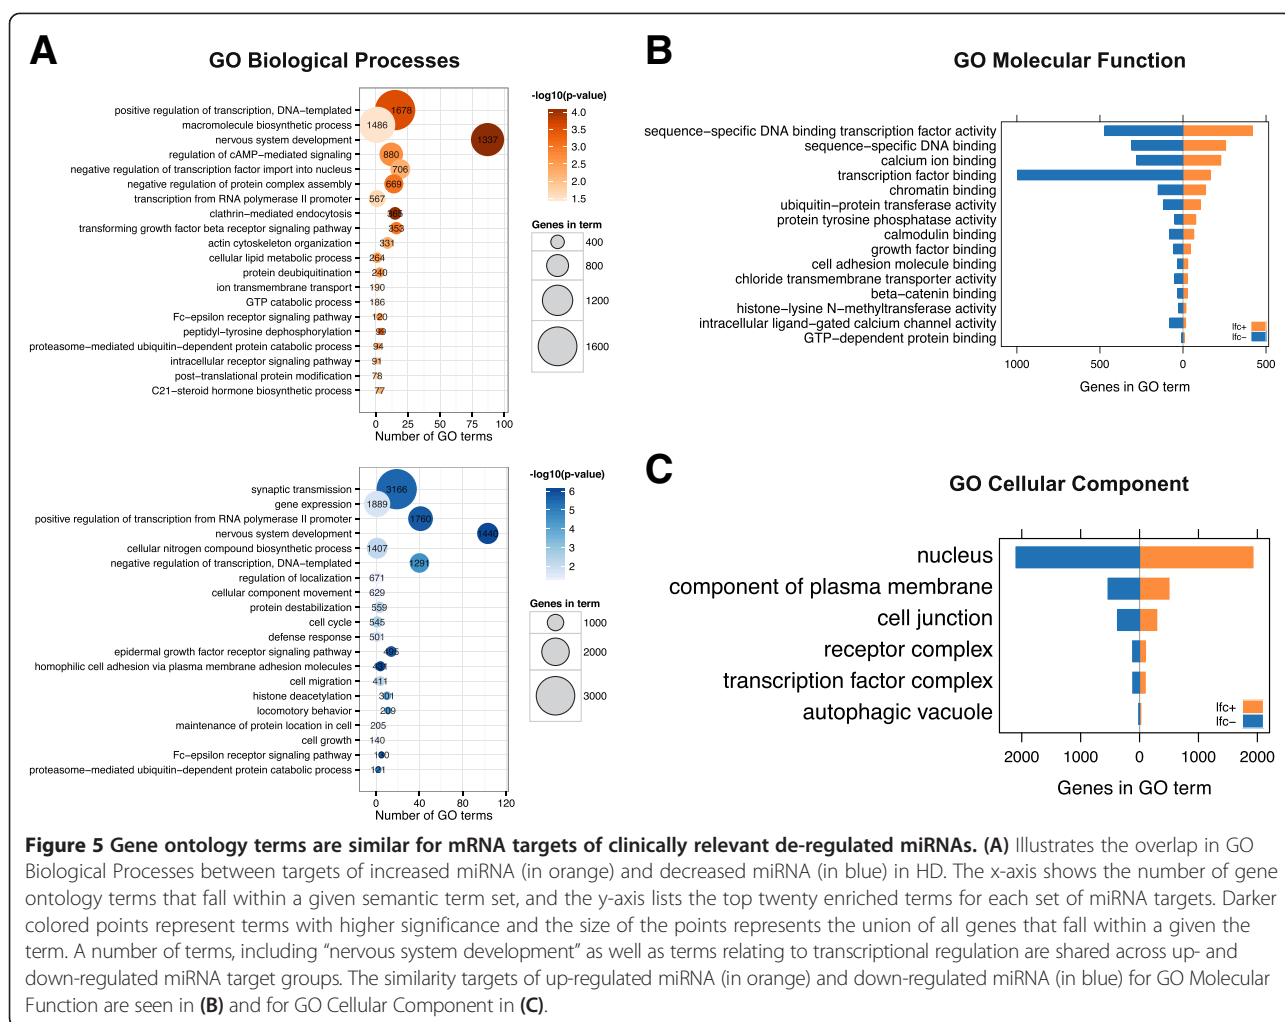 A
GO Biological Processes
positive regulation of transcription, DNA−templated
macromolecule biosynthetic process
nervous system development
regulation of cAMP−mediated signaling
negative regulation of transcription factor import into nucleus
negative regulation of protein complex assembly
transcription from RNA polymerase II promoter
clathrin−mediated endocytosis
transforming growth factor beta receptor signaling pathway
actin cytoskeleton organization
cellular lipid metabolic process
protein deubiquitination
ion transmembrane transport
GTP catabolic process
Fc−epsilon receptor signaling pathway
peptidyl−tyrosine dephosphorylation
proteasome−mediated ubiquitin−dependent protein catabolic process
intracellular receptor signaling pathway
post−translational protein modification
C21−steroid hormone biosynthetic process
1678
1486
1337
880
706
669
567
365
353
331
264
240
190
186
120
94
91
78
77
0 25 50 75 100
Number of GO terms
-log10(p-value)
4.0
3.5
3.0
2.5
2.0
1.5
Genes in term
400
800
1200
1600
synaptic transmission
gene expression
positive regulation of transcription from RNA polymerase II promoter
nervous system development
cellular nitrogen compound biosynthetic process
negative regulation of transcription, DNA−templated
regulation of localization
cellular component movement
protein destabilization
cell cycle
defense response
epidermal growth factor receptor signaling pathway
homophilic cell adhesion via plasma membrane adhesion molecules
cell migration
histone deacetylation
locomotory behavior
maintenance of protein location in cell
cell growth
Fc−epsilon receptor signaling pathway
proteasome−mediated ubiquitin−dependent protein catabolic process
3166
1889
1760
1440
1407
1291
671
629
559
545
501
495
431
411
301
209
205
140
130
121
0 40 80 120
Number of GO terms
-log10(p-value)
6
5
4
3
2
Genes in term
1000
2000
3000
B
GO Molecular Function
sequence−specific DNA binding transcription factor activity
sequence−specific DNA binding
calcium ion binding
transcription factor binding
chromatin binding
ubiquitin−protein transferase activity
protein tyrosine phosphatase activity
calmodulin binding
growth factor binding
cell adhesion molecule binding
chloride transmembrane transporter activity
beta−catenin binding
histone−lysine N−methyltransferase activity
intracellular ligand−gated calcium channel activity
GTP−dependent protein binding
lfc+
lfc−
1000 500 0 500
Genes in GO term
C
GO Cellular Component
nucleus
component of plasma membrane
cell junction
receptor complex
transcription factor complex
autophagic vacuole
lfc+
lfc−
2000 1000 0 1000 2000
Genes in GO term
Figure 5 Gene ontology terms are similar for mRNA targets of clinically relevant de-regulated miRNAs. (A) Illustrates the overlap in GO
Biological Processes between targets of increased miRNA (in orange) and decreased miRNA (in blue) in HD. The x-axis shows the number of gene
ontology terms that fall within a given semantic term set, and the y-axis lists the top twenty enriched terms for each set of miRNA targets. Darker
colored points represent terms with higher significance and the size of the points represents the union of all genes that fall within a given the
term. A number of terms, including “nervous system development” as well as terms relating to transcriptional regulation are shared across up- and
down-regulated miRNA target groups. The similarity targets of up-regulated miRNA (in orange) and down-regulated miRNA (in blue) for GO Molecular
Function are seen in (B) and for GO Cellular Component in (C).